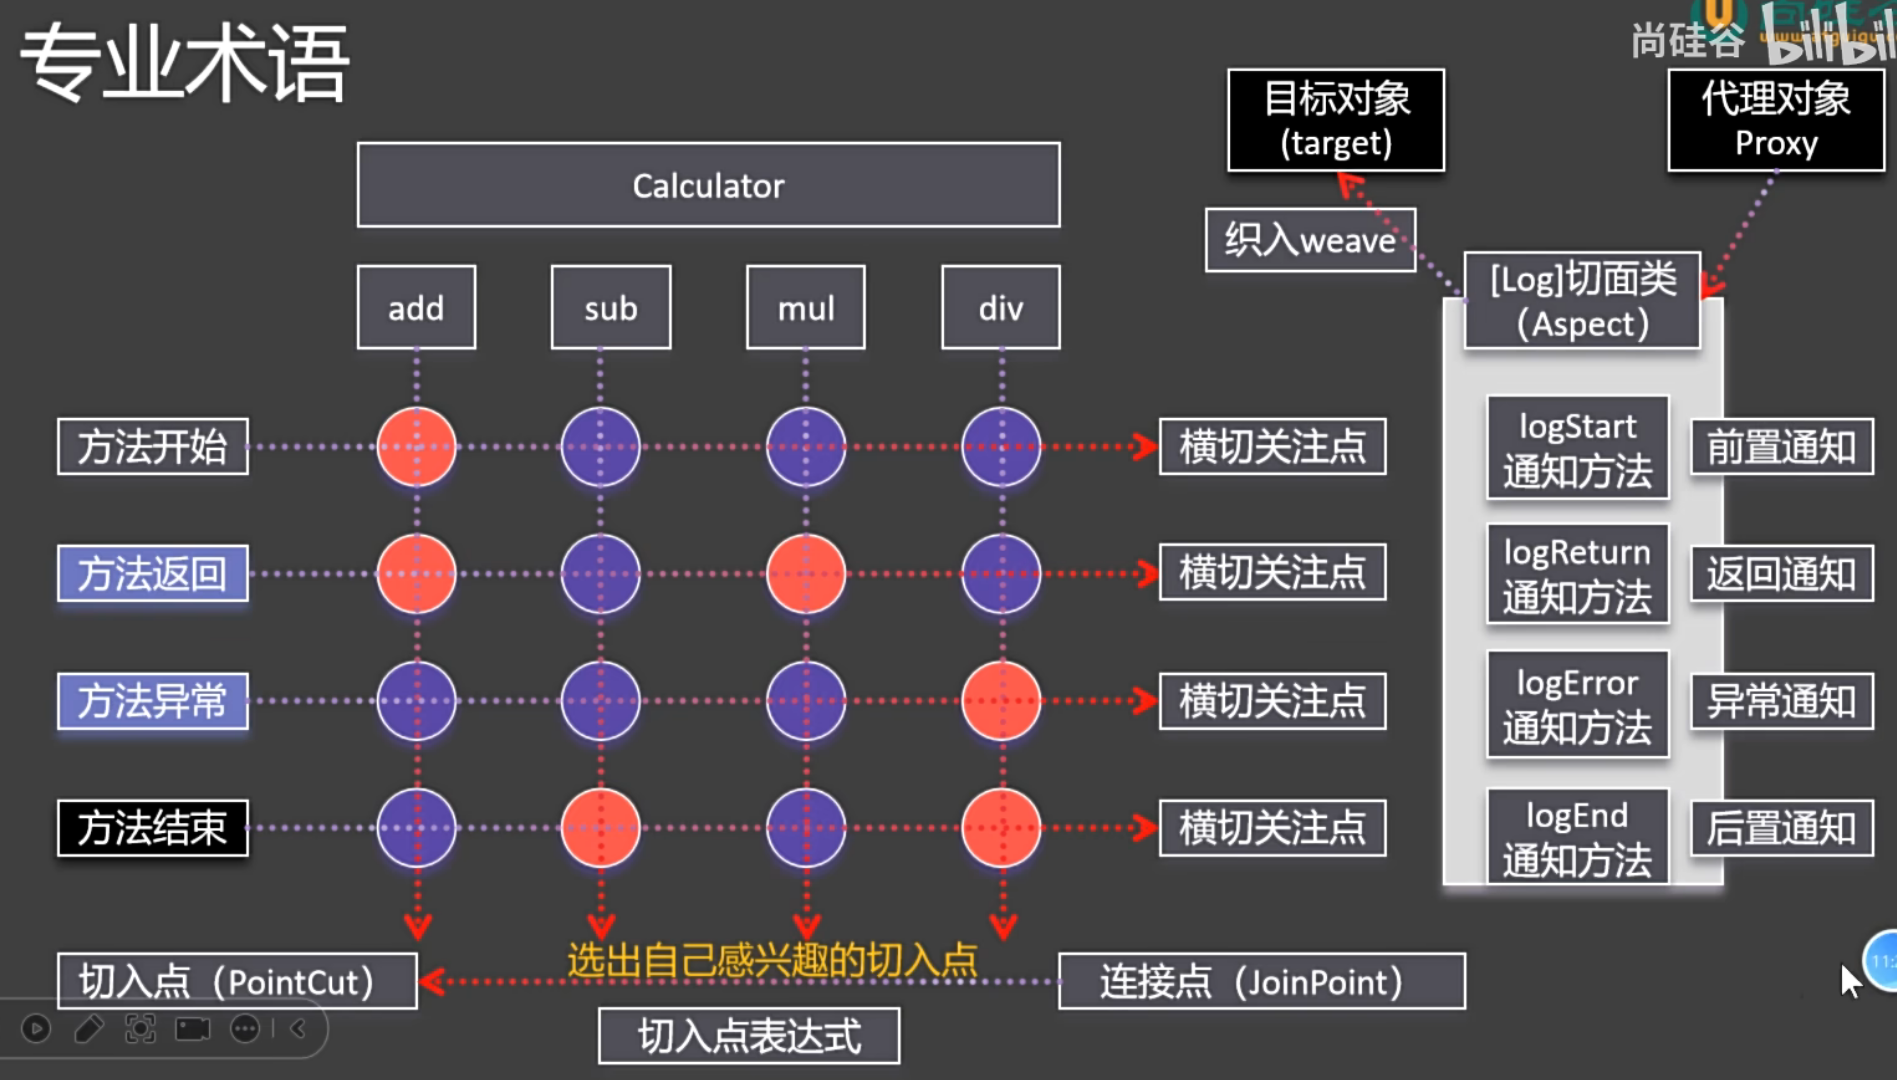 专业术语
尚硅谷
bilibili
目标对象
(target)
代理对象
Proxy
Calculator
织入weave
[Log]切面类
（Aspect）
add
sub
mul
div
方法开始
横切关注点
logStart
通知方法
前置通知
方法返回
横切关注点
logReturn
通知方法
返回通知
方法异常
横切关注点
logError
通知方法
异常通知
方法结束
横切关注点
logEnd
通知方法
后置通知
选出自己感兴趣的切入点
切入点（PointCut）
连接点（JoinPoint）
切入点表达式